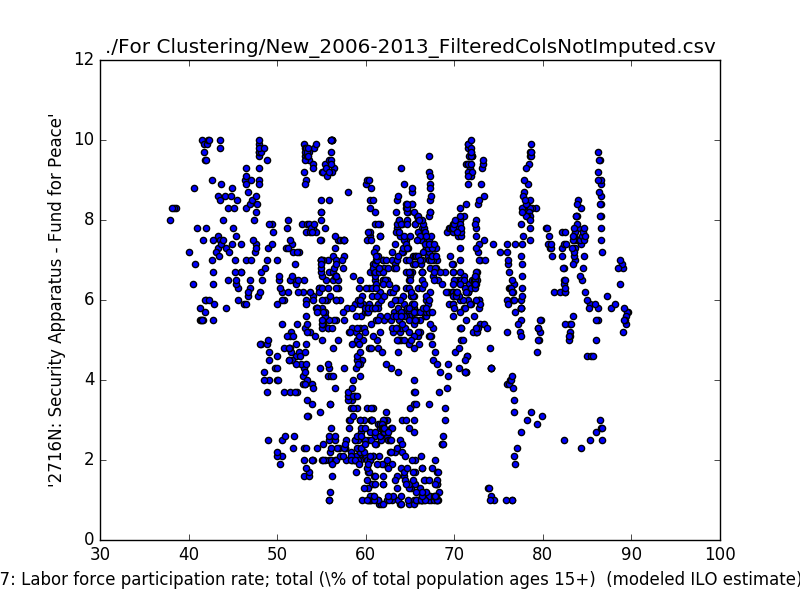 ./For Clustering/New_2006-2013_FilteredColsNotImputed.csv
12
10
8
6
4
2
0
'2716N: Security Apparatus - Fund for Peace'
30 40 50 60 70 80 90 100
7: Labor force participation rate; total (\% of total population ages 15+)  (modeled ILO estimate)